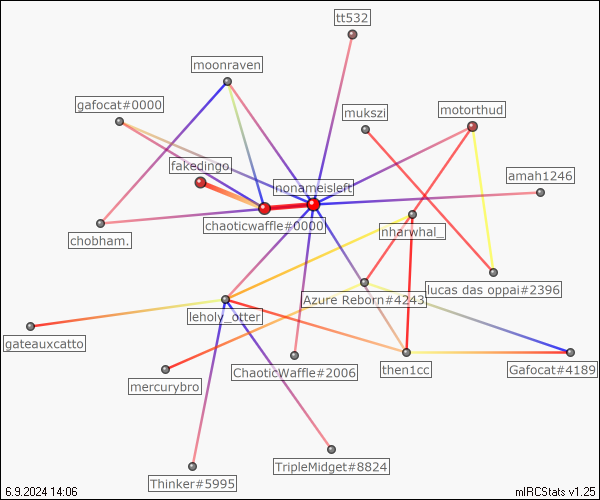 tt532
moonraven
gafocat#0000
mukszi
motorthud
fakedingo
nonameisleft
amah1246
chaoticwaffle#0000
nharwhal_
chobham.
lucas das oppai#2396
Azure Reborn#4243
leholy_otter
gateauxcatto
ChaoticWaffle#2006
then1cc
Gafocat#4189
mercurybro
TripleMidget#8824
Thinker#5995
6.9.2024 14:06
mIRCStats v1.25